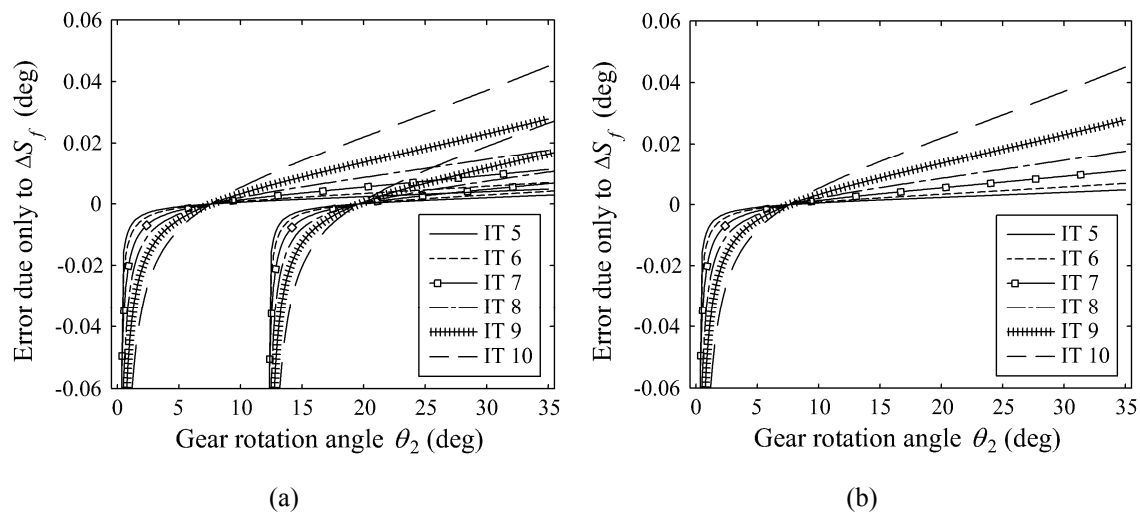 Error due only to ΔS_f (deg)
0.06
0.04
0.02
0
-0.02
-0.04
-0.06
0 5 10 15 20 25 30 35
Gear rotation angle θ_2 (deg)
IT 5
IT 6
IT 7
IT 8
IT 9
IT 10
(a)
Error due only to ΔS_f (deg)
0.06
0.04
0.02
0
-0.02
-0.04
-0.06
0 5 10 15 20 25 30 35
Gear rotation angle θ_2 (deg)
IT 5
IT 6
IT 7
IT 8
IT 9
IT 10
(b)